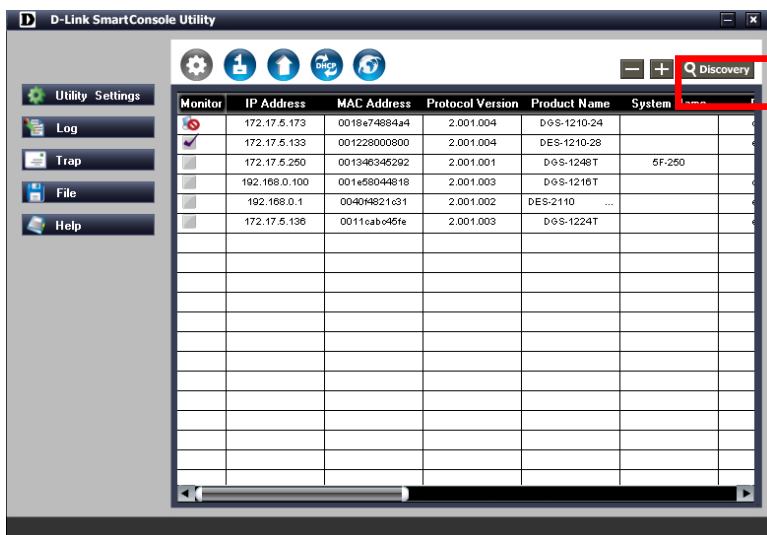 D D-Link SmartConsole Utility
DHCP
Discovery
Utility Settings
Log
Trap
File
Help
Monitor IP Address MAC Address Protocol Version Product Name System
172.17.5.173 0018e74884a4 2.001.004 DGS-1210-24
172.17.5.133 001228000800 2.001.004 DES-1210-28
172.17.5.250 001346345292 2.001.001 DGS-1248T 5F-250
192.168.0.100 001e58044818 2.001.003 DGS-1216T
192.168.0.1 0040f4821c31 2.001.002 DES-2110 ...
172.17.5.136 0011cabc45fe 2.001.003 DGS-1224T